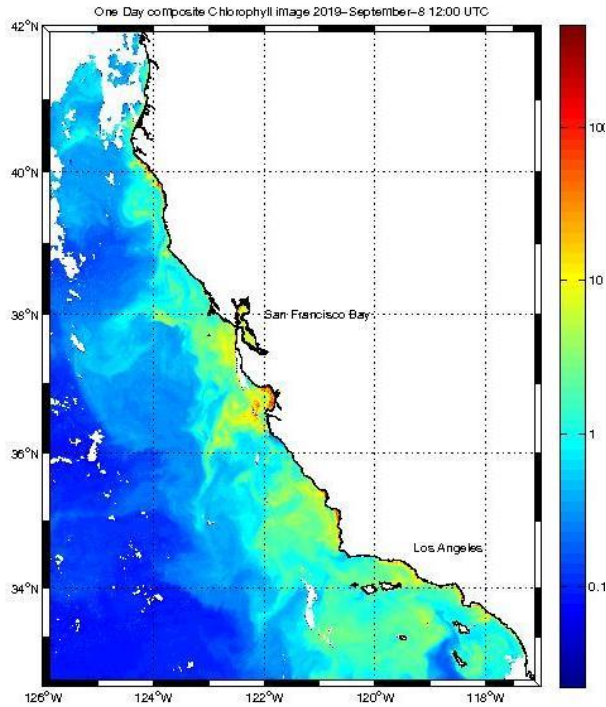 One Day composite Chlorophyll image 2019-September-8 12:00 UTC
42°N
40°N
38°N
36°N
34°N
San Francisco Bay
Los Angeles
126°W 124°W 122°W 120°W 118°W
100
10
1
0.1